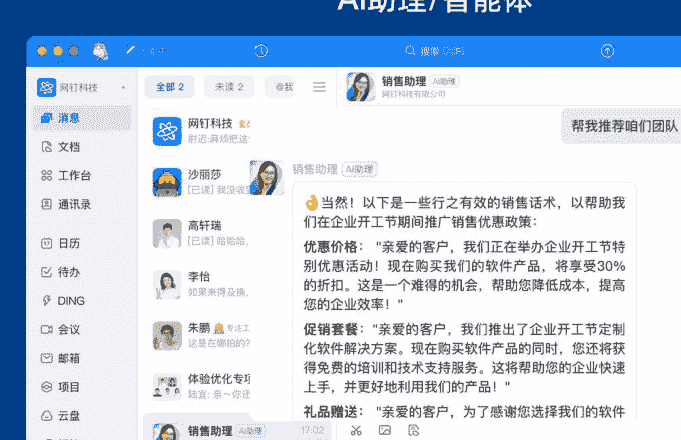 AI助理/智能体
搜索
网钉科技
消息
文档
工作台
通讯录
日历
待办
DING
会议
邮箱
项目
云盘
全部 2
未读 2
@我
网钉科技
尉迟:麻烦把这
沙丽莎
[已读] 我没收
高轩瑞
[已读] 哈哈哈,
李怡
如果来得及换,
朱鹏 专注工
这是在哪拍的?
体验优化专项
陆宜: 亲~你还
销售助理 AI助理 17:02
销售助理 AI助理
网钉科技有限公司
帮我推荐咱们团队
销售助理 AI助理
👌当然！以下是一些行之有效的销售话术，以帮助我
们在企业开工节期间推广销售优惠政策：
优惠价格： "亲爱的客户，我们正在举办企业开工节特
别优惠活动！现在购买我们的软件产品，将享受30%
的折扣。这是一个难得的机会，帮助您降低成本，提高
您的企业效率！"
促销套餐："亲爱的客户，我们推出了企业开工节定制
化软件解决方案。现在购买软件产品的同时，您还将获
得免费的培训和技术支持服务。这将帮助您的企业快速
上手，并更好地利用我们的产品！"
礼品赠送： "亲爱的客户，为了感谢您选择我们的软件